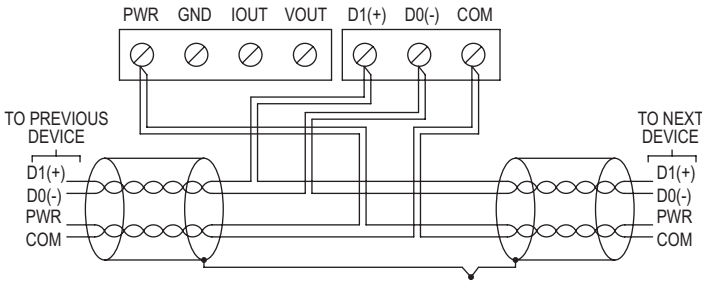 PWR GND IOUT VOUT D1(+) D0(-) COM
TO PREVIOUS
DEVICE
D1(+)
D0(-)
PWR
COM
TO NEXT
DEVICE
D1(+)
D0(-)
PWR
COM